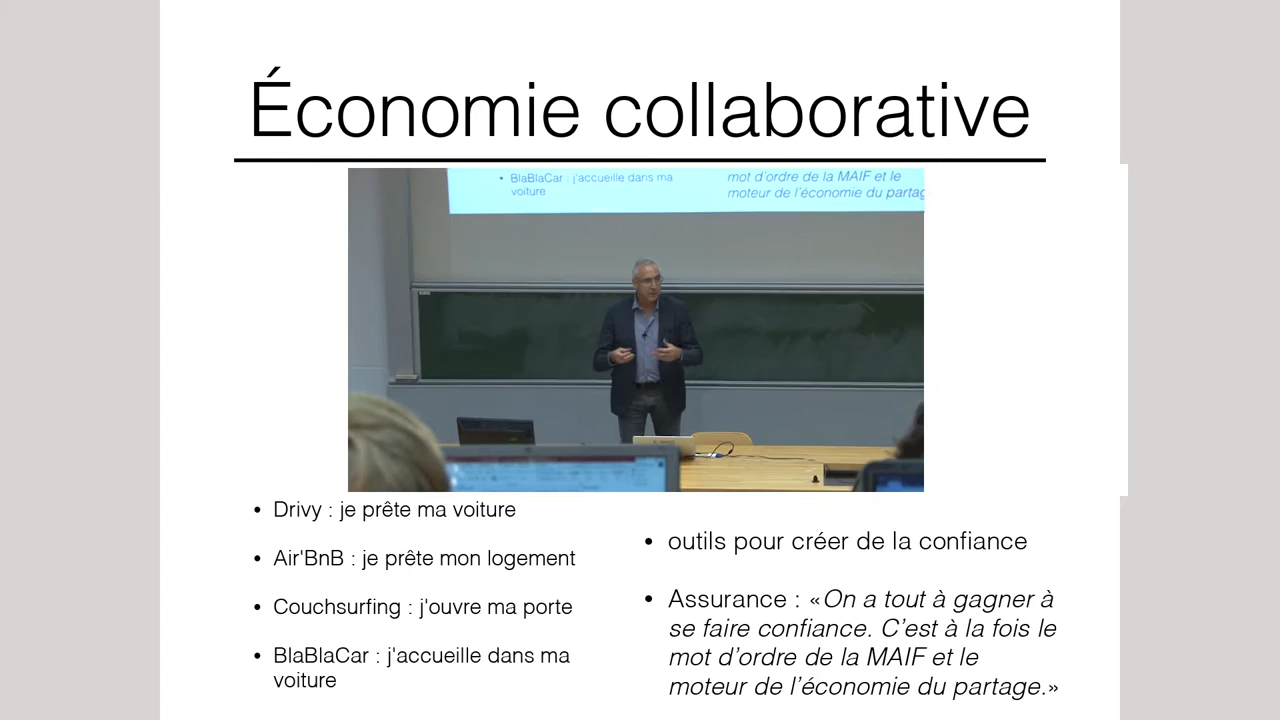 Économie collaborative
• BlaBlaCar : j'accueille dans ma
voiture
mot d'ordre de la MAIF et le
moteur de l'économie du partag
• Drivy : je prête ma voiture
• Air'BnB : je prête mon logement
• Couchsurfing : j'ouvre ma porte
• BlaBlaCar : j'accueille dans ma
voiture
• outils pour créer de la confiance
• Assurance : «On a tout à gagner à
se faire confiance. C’est à la fois le
mot d’ordre de la MAIF et le
moteur de l’économie du partage.»